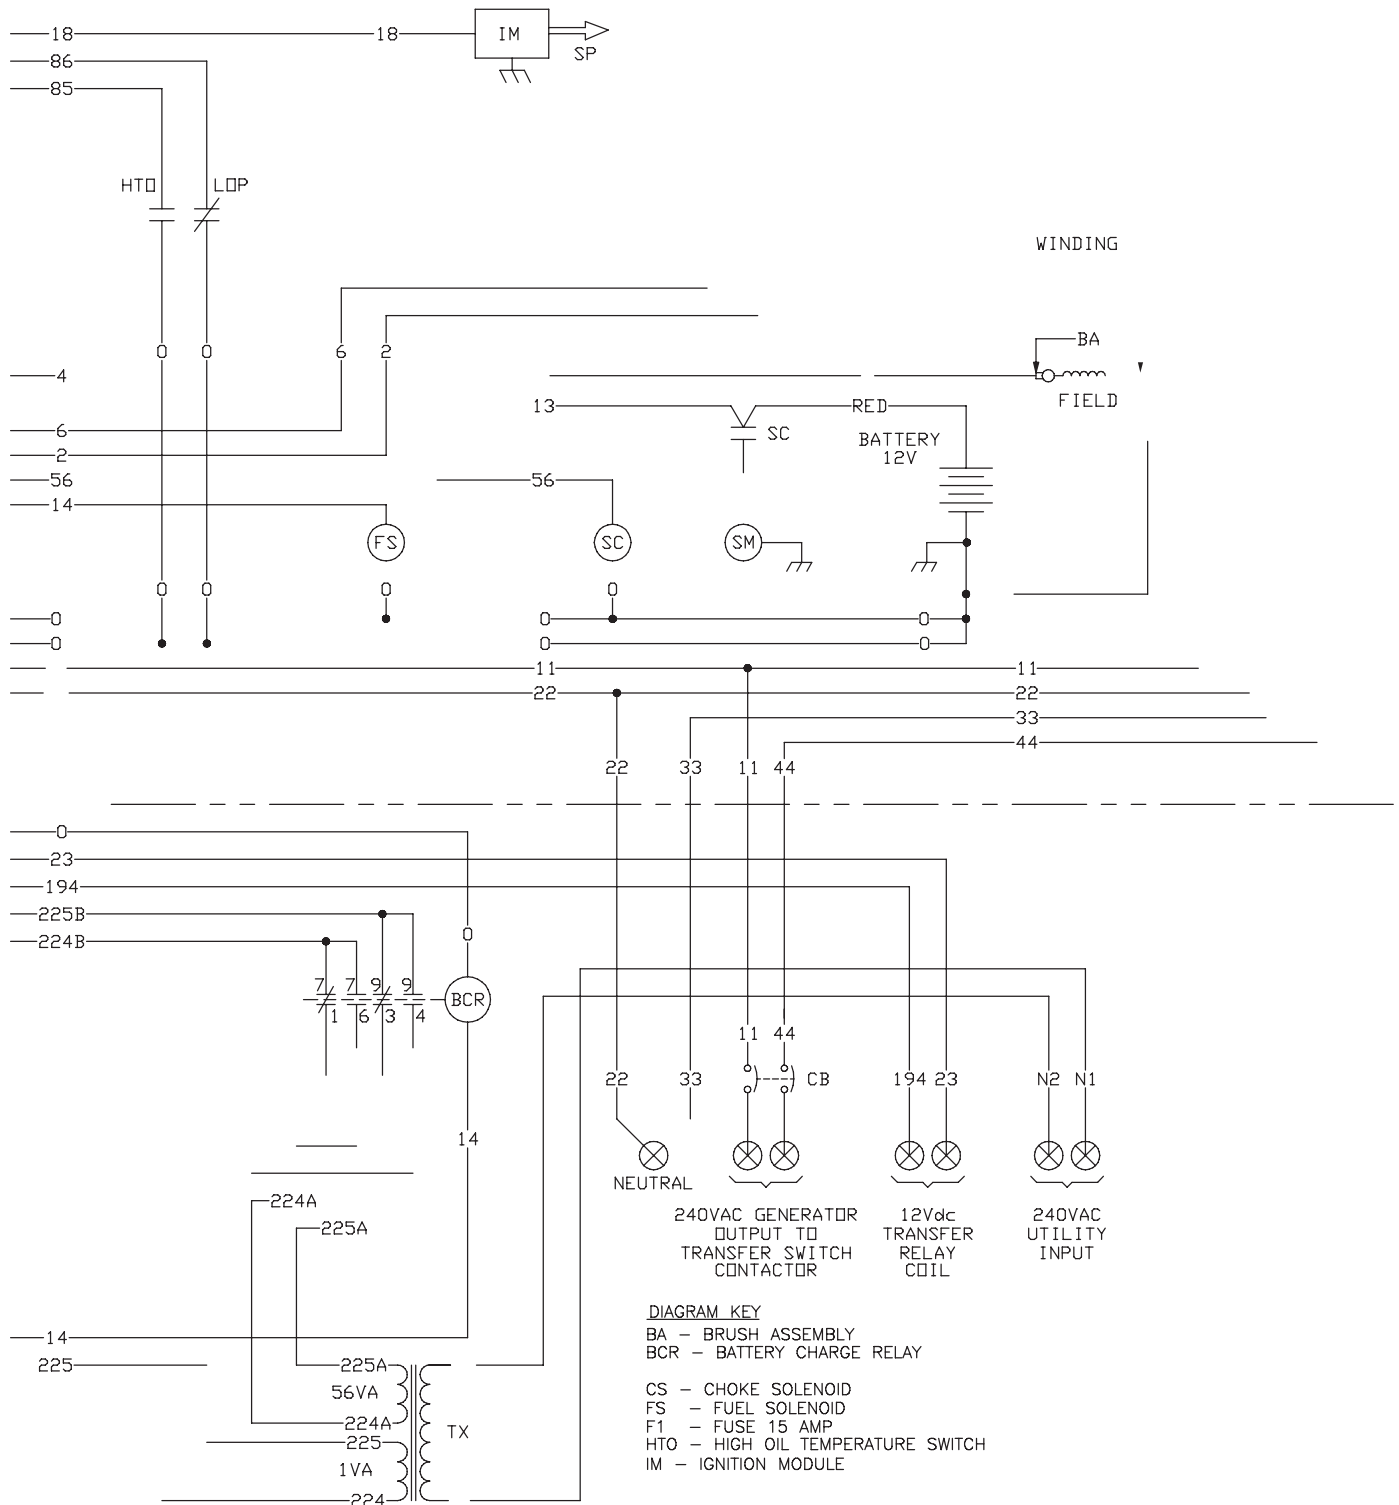 18
18
IM
SP
86
85
HTO
LOP
WINDING
0
0
6
2
BA
4
FIELD
13
RED
6
SC
BATTERY
12V
2
56
56
14
FS
SC
SM
0
0
0
0
0
0
0
0
0
0
11
11
22
22
33
44
22
33
11
44
0
23
194
225B
0
224B
7
7
9
9
BCR
1
6
3
4
11
44
22
33
CB
194
23
N2
N1
14
NEUTRAL
224A
240VAC GENERATOR
OUTPUT TO
TRANSFER SWITCH
CONTACTOR
12Vdc
TRANSFER
RELAY
COIL
240VAC
UTILITY
INPUT
225A
DIAGRAM KEY
BA - BRUSH ASSEMBLY
BCR - BATTERY CHARGE RELAY
CS - CHOKE SOLENOID
FS - FUEL SOLENOID
F1 - FUSE 15 AMP
HTO - HIGH OIL TEMPERATURE SWITCH
IM - IGNITION MODULE
14
225
225A
56VA
224A
TX
225
1VA
224